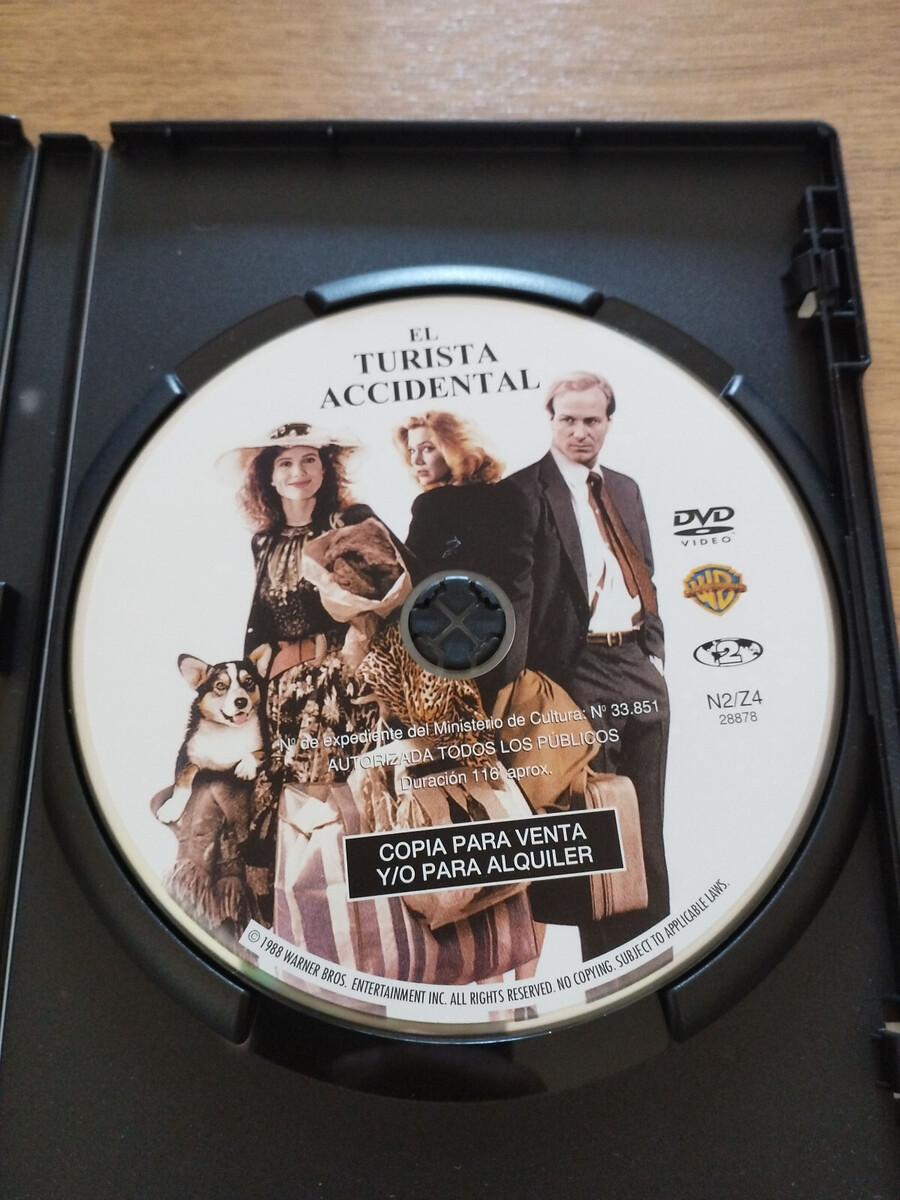 EL
TURISTA
ACCIDENTAL
DVD
VIDEO
WB
2
N2/Z4
28878
Nº de expediente del Ministerio de Cultura: Nº 33.851
AUTORIZADA TODOS LOS PÚBLICOS
Duración 116' aprox.
COPIA PARA VENTA
Y/O PARA ALQUILER
© 1988 WARNER BROS. ENTERTAINMENT INC. ALL RIGHTS RESERVED. NO COPYING. SUBJECT TO APPLICABLE LAWS.